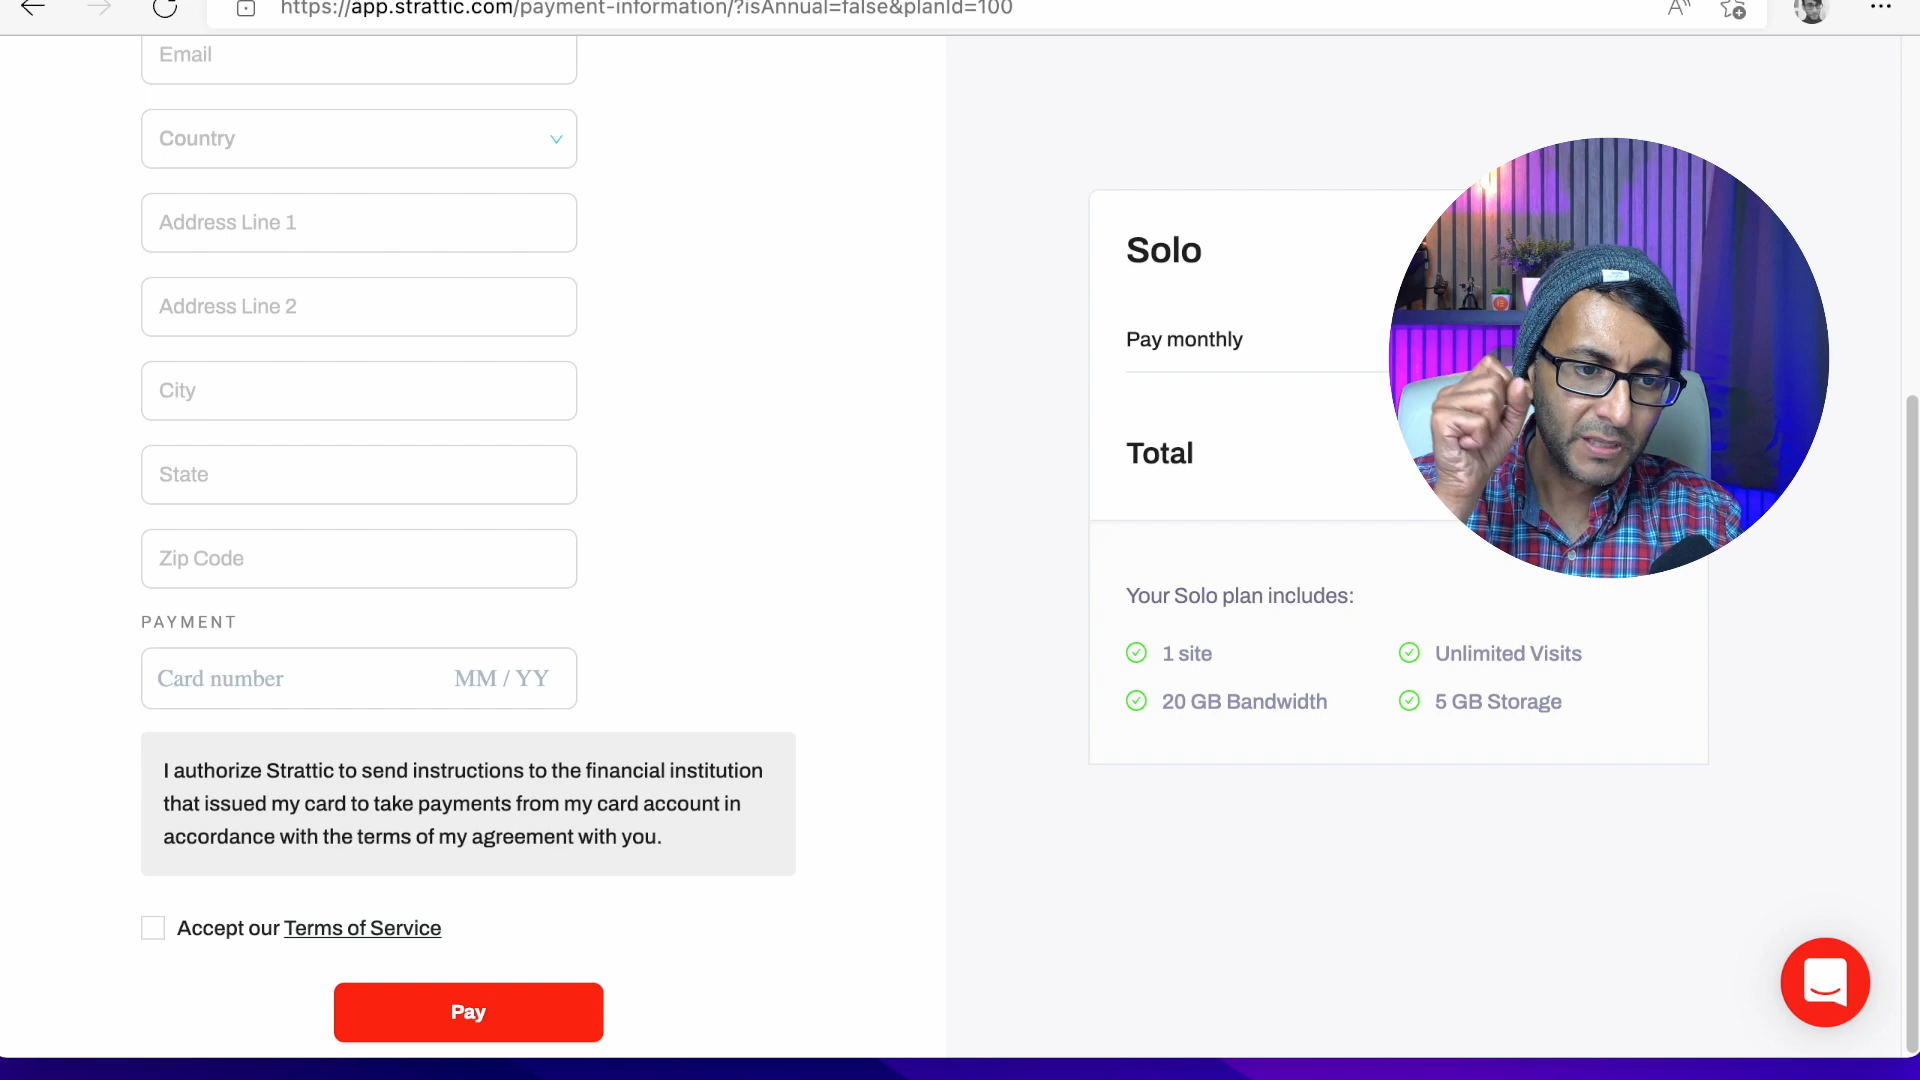 https://app.strattic.com/payment-information/?isAnnual=false&planId=100
Email
Country
Address Line 1
Address Line 2
City
State
Zip Code
PAYMENT
Card number MM / YY
I authorize Strattic to send instructions to the financial institution
that issued my card to take payments from my card account in
accordance with the terms of my agreement with you.
Accept our Terms of Service
Pay
Solo
Pay monthly
Total
Your Solo plan includes:
1 site Unlimited Visits
20 GB Bandwidth 5 GB Storage